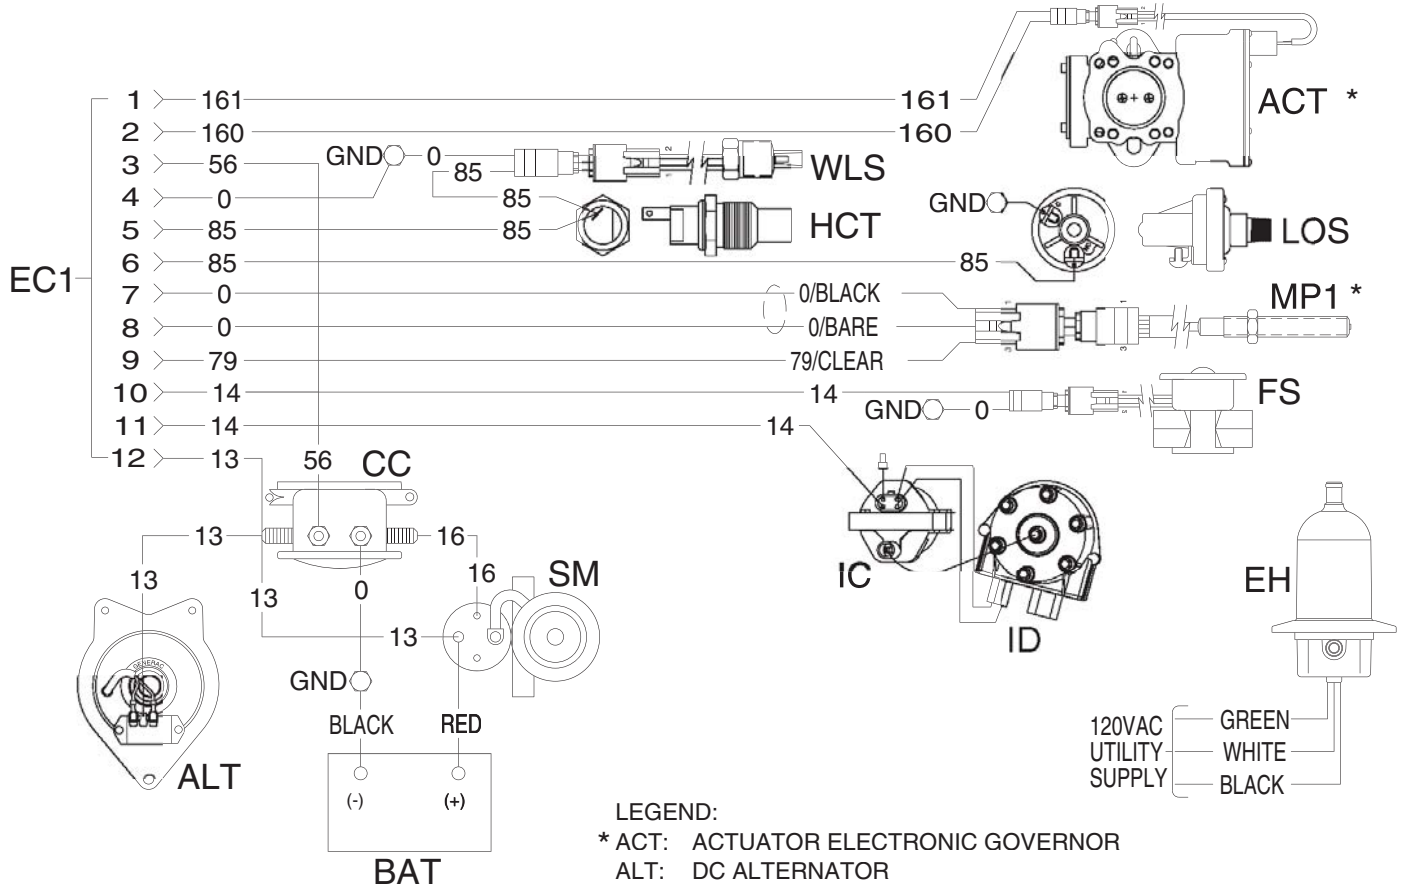 EC1
1 161 161
2 160 160
ACT *
3 56
GND 0
85
WLS
4 0
85
5 85 85
HCT
GND
LOS
6 85 85
7 0 0/BLACK
MP1 *
8 0 0/BARE
9 79 79/CLEAR
10 14 14
GND 0
FS
11 14 14
12 13
56
CC
13
16
13
13
0
16
SM
13
GND
GENERAC
ALT
BLACK
RED
(-)
(+)
BAT
IC
ID
EH
120VAC
UTILITY
SUPPLY
GREEN
WHITE
BLACK
LEGEND:
* ACT: ACTUATOR ELECTRONIC GOVERNOR
ALT: DC ALTERNATOR